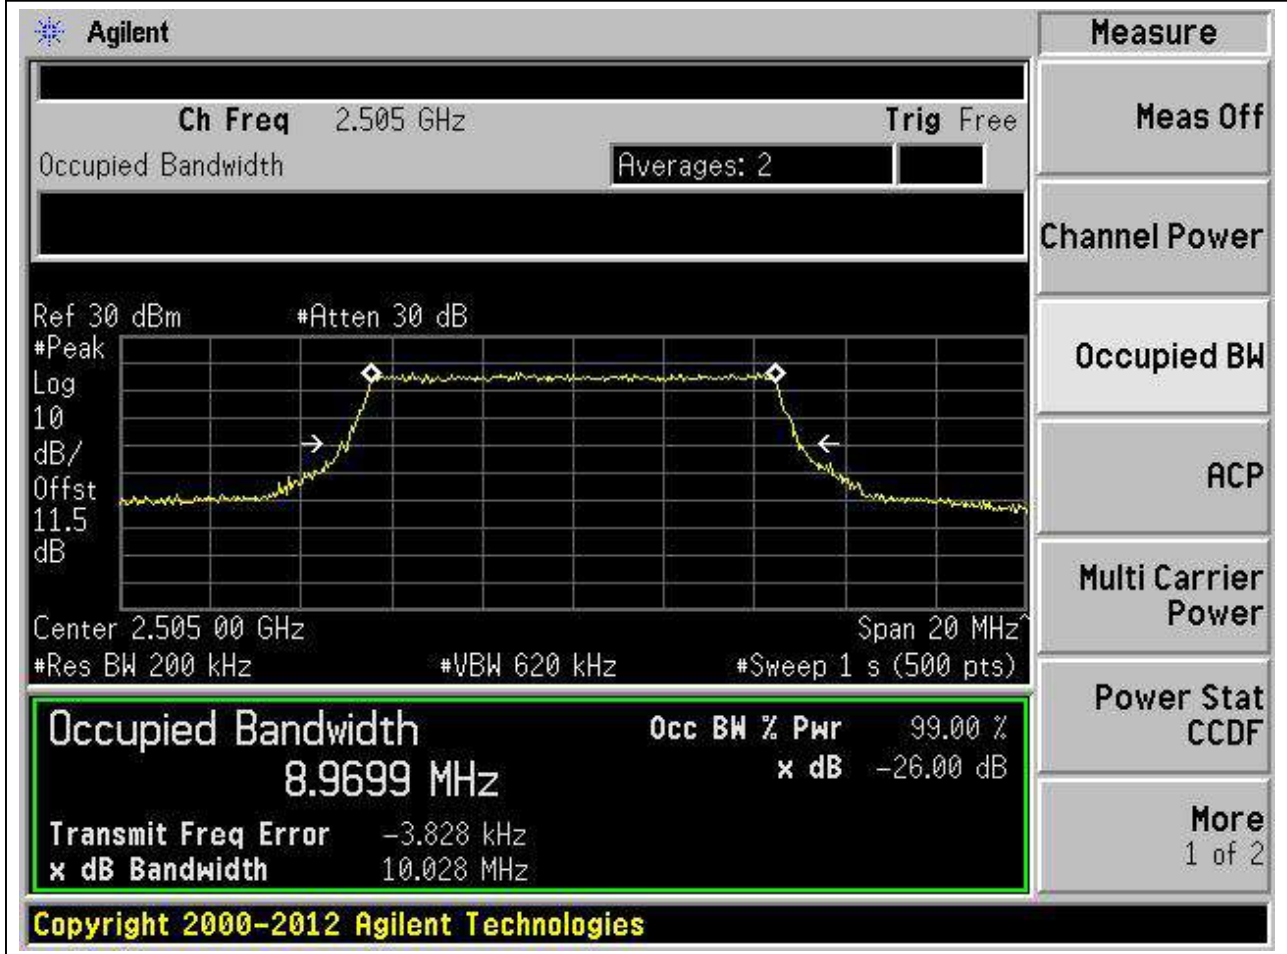 Agilent
Measure
Ch Freq 2.505 GHz Trig Free
Occupied Bandwidth Averages: 2
Ref 30 dBm #Atten 30 dB
#Peak
Log
10
dB/
Offst
11.5
dB
Center 2.505 00 GHz Span 20 MHz^
#Res BW 200 kHz #VBW 620 kHz #Sweep 1 s (500 pts)
Occupied Bandwidth
8.9699 MHz
Occ BW % Pwr 99.00 %
x dB -26.00 dB
Transmit Freq Error -3.828 kHz
x dB Bandwidth 10.028 MHz
Meas Off
Channel Power
Occupied BW
ACP
Multi Carrier
Power
Power Stat
CCDF
More
1 of 2
Copyright 2000-2012 Agilent Technologies